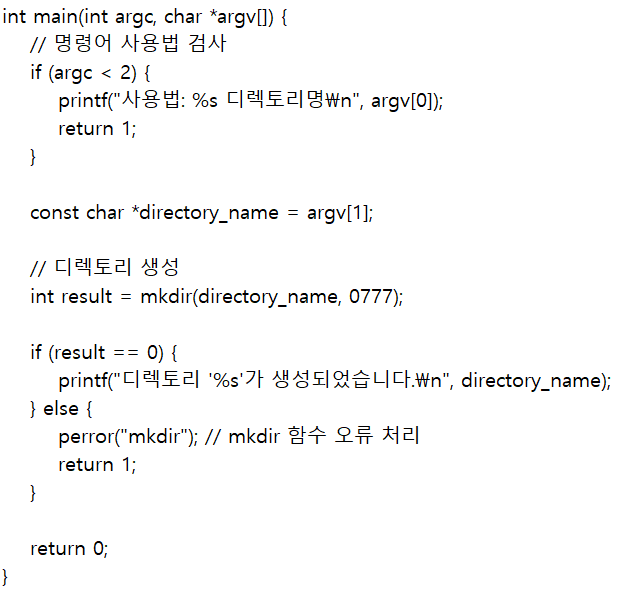 int main(int argc, char *argv[]) {
// 명령어 사용법 검사
if (argc < 2) {
printf("사용법: %s 디렉토리명₩n", argv[0]);
return 1;
}
const char *directory_name = argv[1];
// 디렉토리 생성
int result = mkdir(directory_name, 0777);
if (result == 0) {
printf("디렉토리 '%s'가 생성되었습니다.₩n", directory_name);
} else {
perror("mkdir"); // mkdir 함수 오류 처리
return 1;
}
return 0;
}